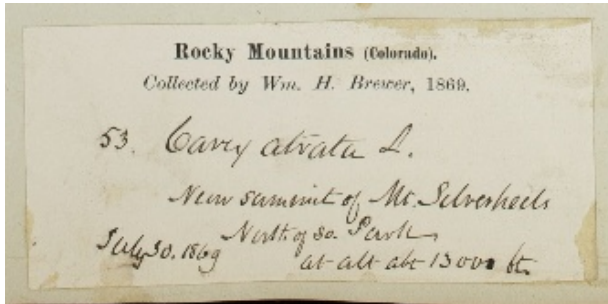 Rocky Mountains (Colorado).
Collected by Wm. H. Brewer, 1869.
53. Carex atrata L.
Near summit of Mt. Silverheels
North of So. Park
July 30. 1869 at alt abt 13000 ft.